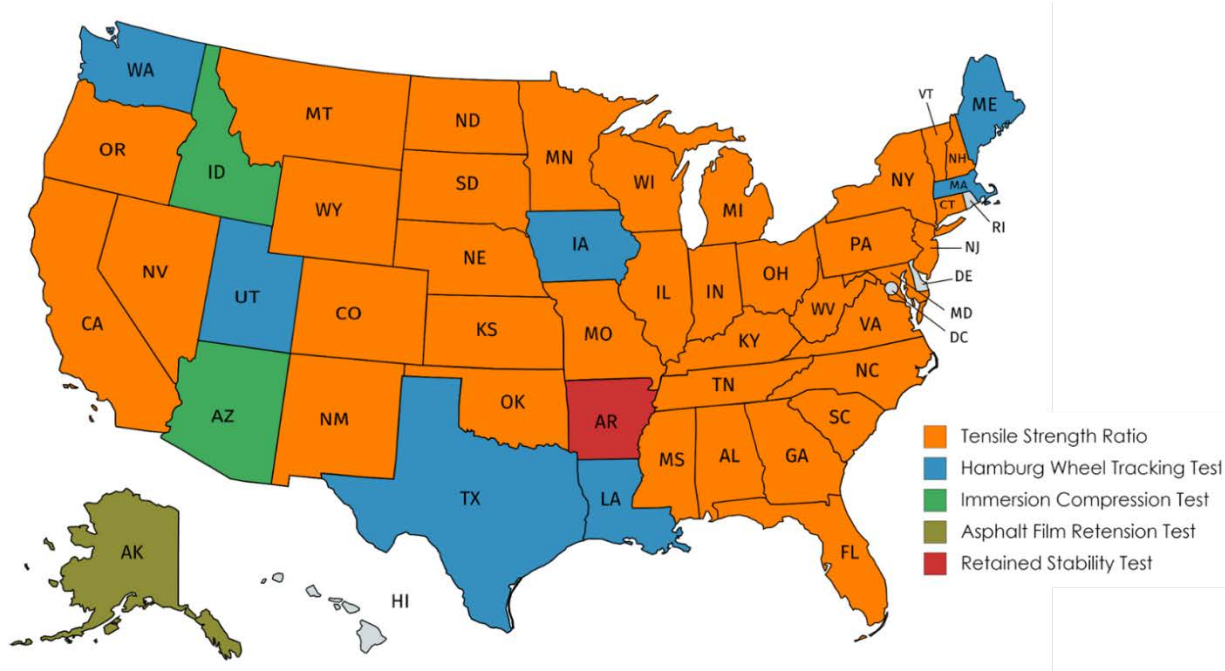 WA
MT
ND
MN
VT
ME
OR
ID
SD
WI
MI
NY
NH
MA
CT
RI
WY
IA
NE
PA
NJ
NV
UT
CO
IL
IN
OH
DE
CA
KS
MO
WV
VA
MD
DC
KY
AZ
NM
OK
AR
TN
NC
SC
TX
LA
MS
AL
GA
FL
AK
HI
Tensile Strength Ratio
Hamburg Wheel Tracking Test
Immersion Compression Test
Asphalt Film Retension Test
Retained Stability Test